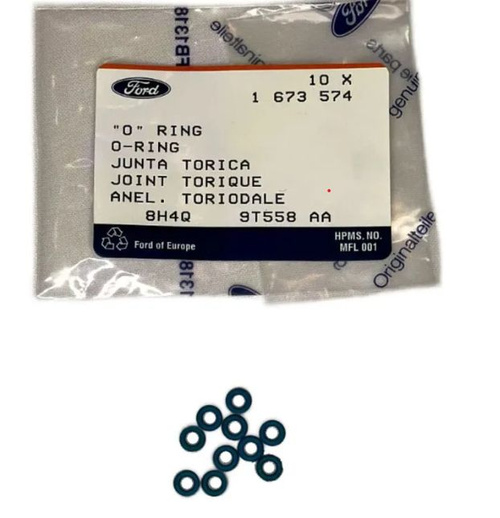 Ford
10 X
1 673 574
"O" RING
O-RING
JUNTA TORICA
JOINT TORIQUE
ANEL. TORIODALE
8H4Q 9T558 AA
Ford of Europe
HPMS. NO.
MFL 001
Originalteile